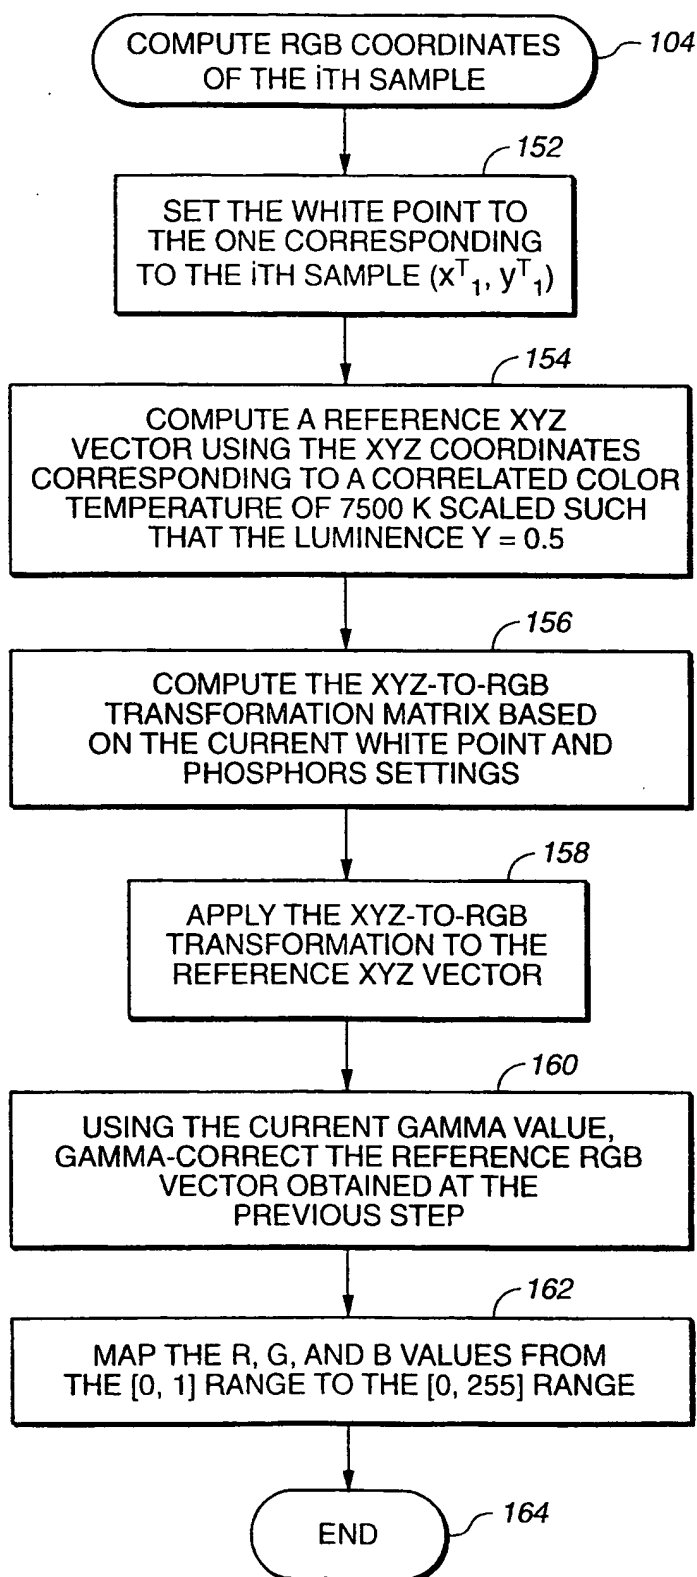 COMPUTE RGB COORDINATES
OF THE iTH SAMPLE
104
152
SET THE WHITE POINT TO
THE ONE CORRESPONDING
TO THE iTH SAMPLE (x^T_1, y^T_1)
154
COMPUTE A REFERENCE XYZ
VECTOR USING THE XYZ COORDINATES
CORRESPONDING TO A CORRELATED COLOR
TEMPERATURE OF 7500 K SCALED SUCH
THAT THE LUMINENCE Y = 0.5
156
COMPUTE THE XYZ-TO-RGB
TRANSFORMATION MATRIX BASED
ON THE CURRENT WHITE POINT AND
PHOSPHORS SETTINGS
158
APPLY THE XYZ-TO-RGB
TRANSFORMATION TO THE
REFERENCE XYZ VECTOR
160
USING THE CURRENT GAMMA VALUE,
GAMMA-CORRECT THE REFERENCE RGB
VECTOR OBTAINED AT THE
PREVIOUS STEP
162
MAP THE R, G, AND B VALUES FROM
THE [0, 1] RANGE TO THE [0, 255] RANGE
END
164